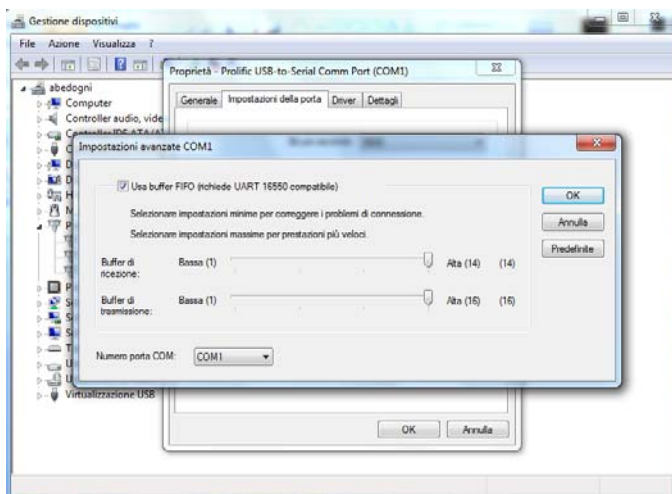 Gestione dispositivi
File Azione Visualizza ?
Proprietà - Prolific USB-to-Serial Comm Port (COM1)
abedogni
Computer
Controller audio, vide
Generale Impostazioni della porta Driver Dettagli
Impostazioni avanzate COM1
Usa buffer FIFO (richiede UART 16550 compatibile)
OK
Selezionare impostazioni minime per correggere i problemi di connessione.
Annulla
Selezionare impostazioni massime per prestazioni più veloci.
Predefinite
Buffer di ricezione: Bassa (1) Alta (14) (14)
Buffer di trasmissione: Bassa (1) Alta (16) (16)
Numero porta COM: COM1
Virtualizzazione USB
OK Annulla